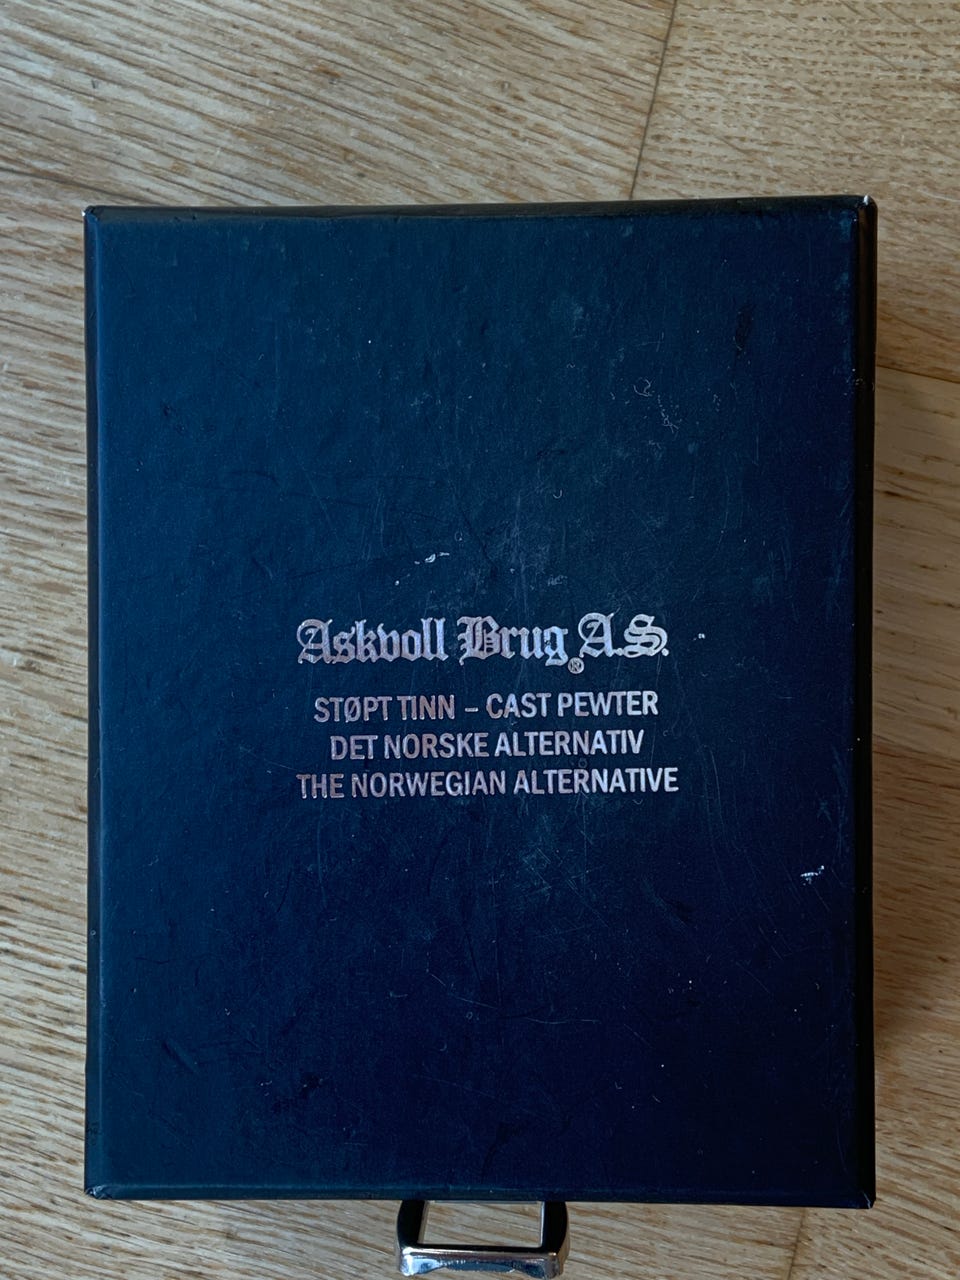 Askvoll Brug® A.S.
STØPT TINN – CAST PEWTER
DET NORSKE ALTERNATIV
THE NORWEGIAN ALTERNATIVE